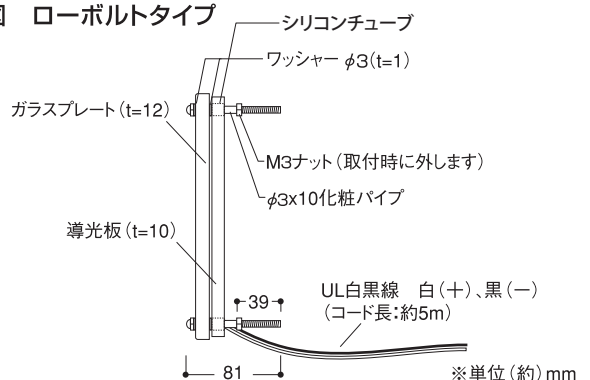 図 ローボルトタイプ
シリコンチューブ
ワッシャー φ3(t=1)
ガラスプレート(t=12)
M3ナット(取付時に外します)
φ3x10化粧パイプ
導光板(t=10)
39
UL白黒線 白(+)、黒(ー)
(コード長:約5m)
81
※単位(約)mm